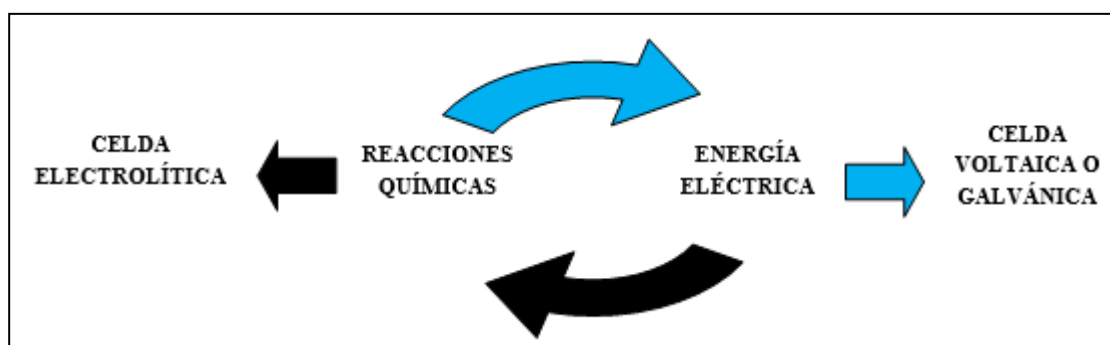 CELDA
ELECTROLÍTICA
REACCIONES
QUÍMICAS
ENERGÍA
ELÉCTRICA
CELDA
VOLTAICA O
GALVÁNICA